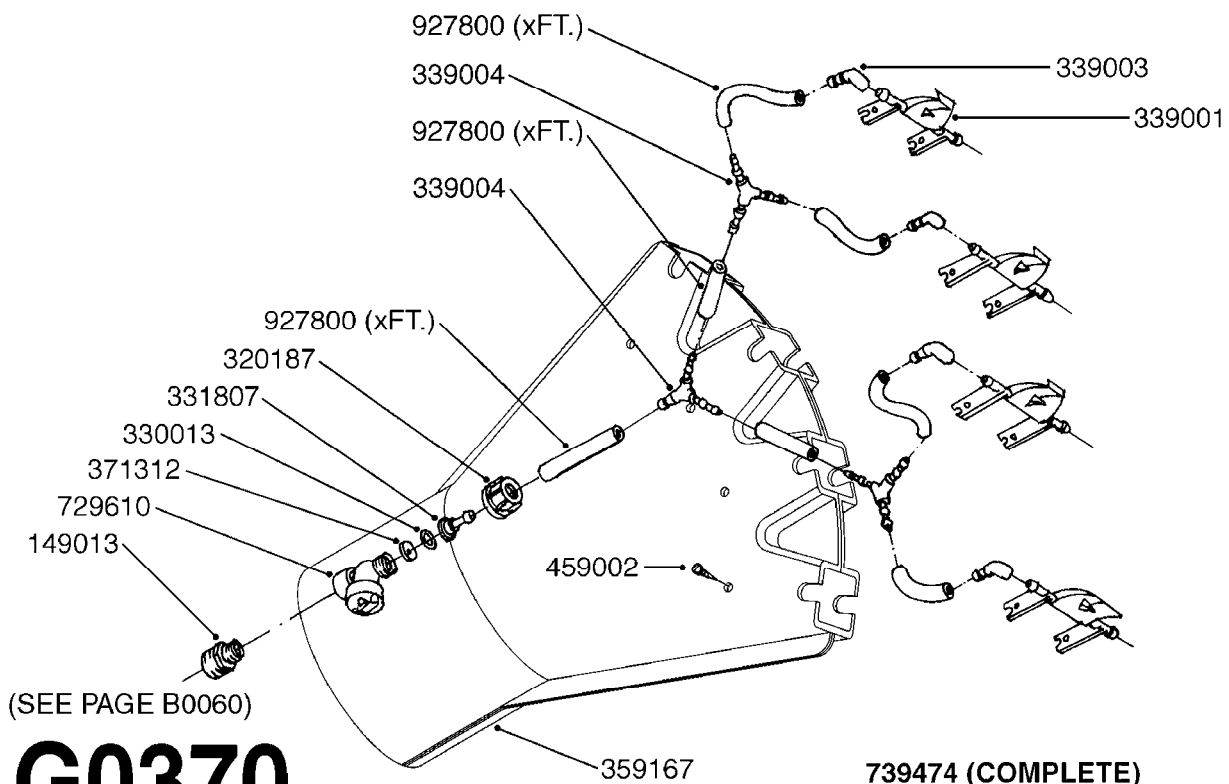 927800 (xFT.)
339004
927800 (xFT.)
339004
339003
339001
927800 (xFT.)
320187
331807
330013
371312
729610
149013
459002
(SEE PAGE B0060)
G0370
359167
739474 (COMPLETE)